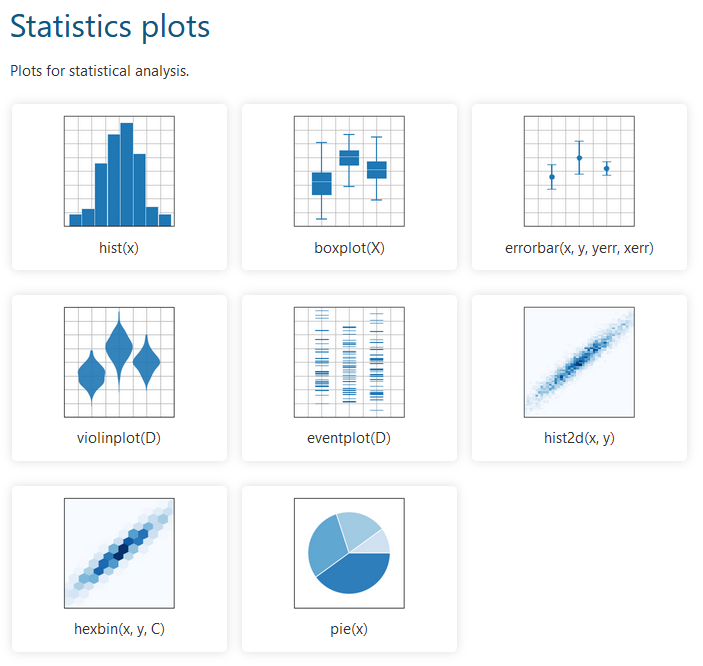 Statistics plots
Plots for statistical analysis.
hist(x)
boxplot(X)
errorbar(x, y, yerr, xerr)
violinplot(D)
eventplot(D)
hist2d(x, y)
hexbin(x, y, C)
pie(x)